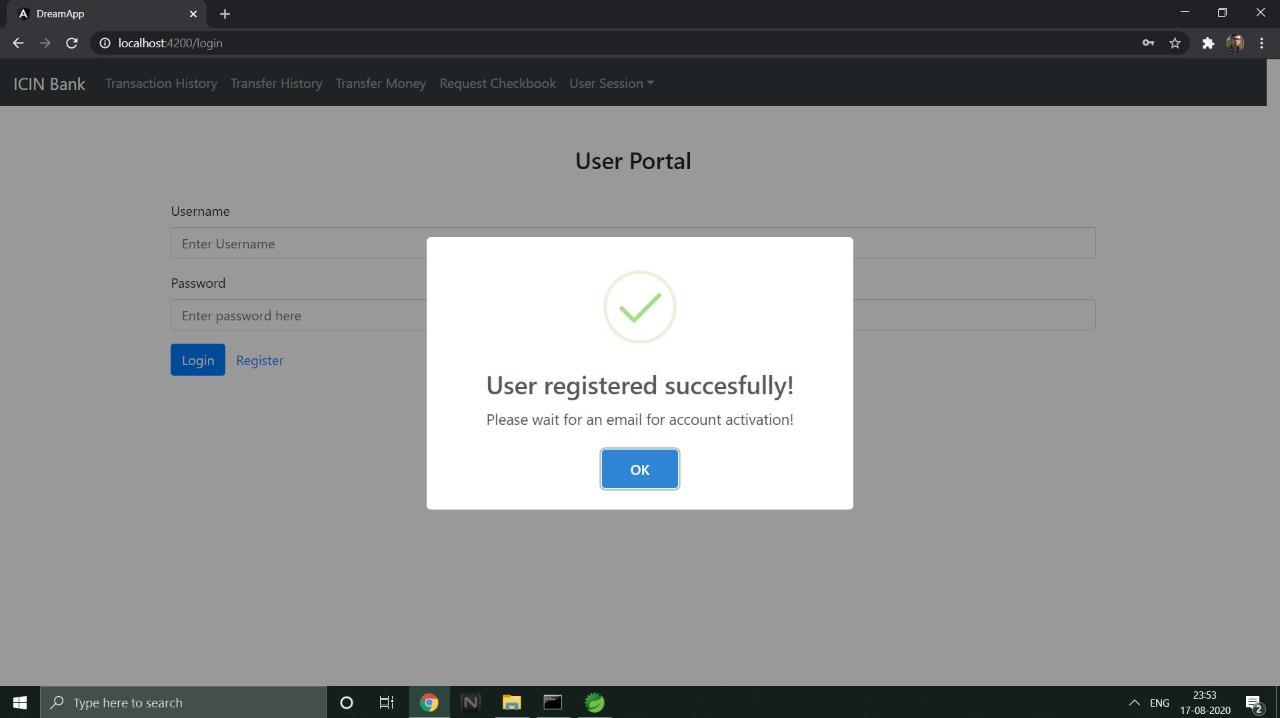 DreamApp
localhost:4200/login
ICIN Bank Transaction History Transfer History Transfer Money Request Checkbook User Session
User Portal
Username
Enter Username
Password
Enter password here
Login Register
User registered succesfully!
Please wait for an email for account activation!
OK
Type here to search
N
ENG
23:53
17-08-2020
2